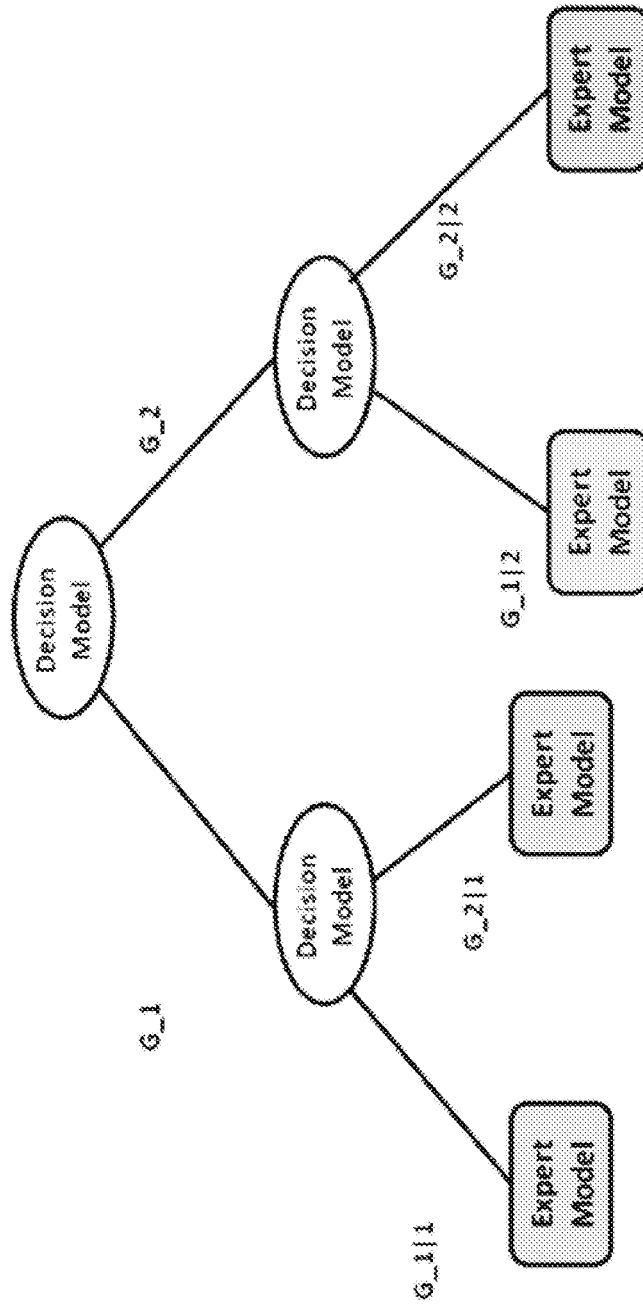 Decision
Model
G_1
G_2
Decision
Model
Decision
Model
G_1|1
G_2|1
G_1|2
G_2|2
Expert
Model
Expert
Model
Expert
Model
Expert
Model